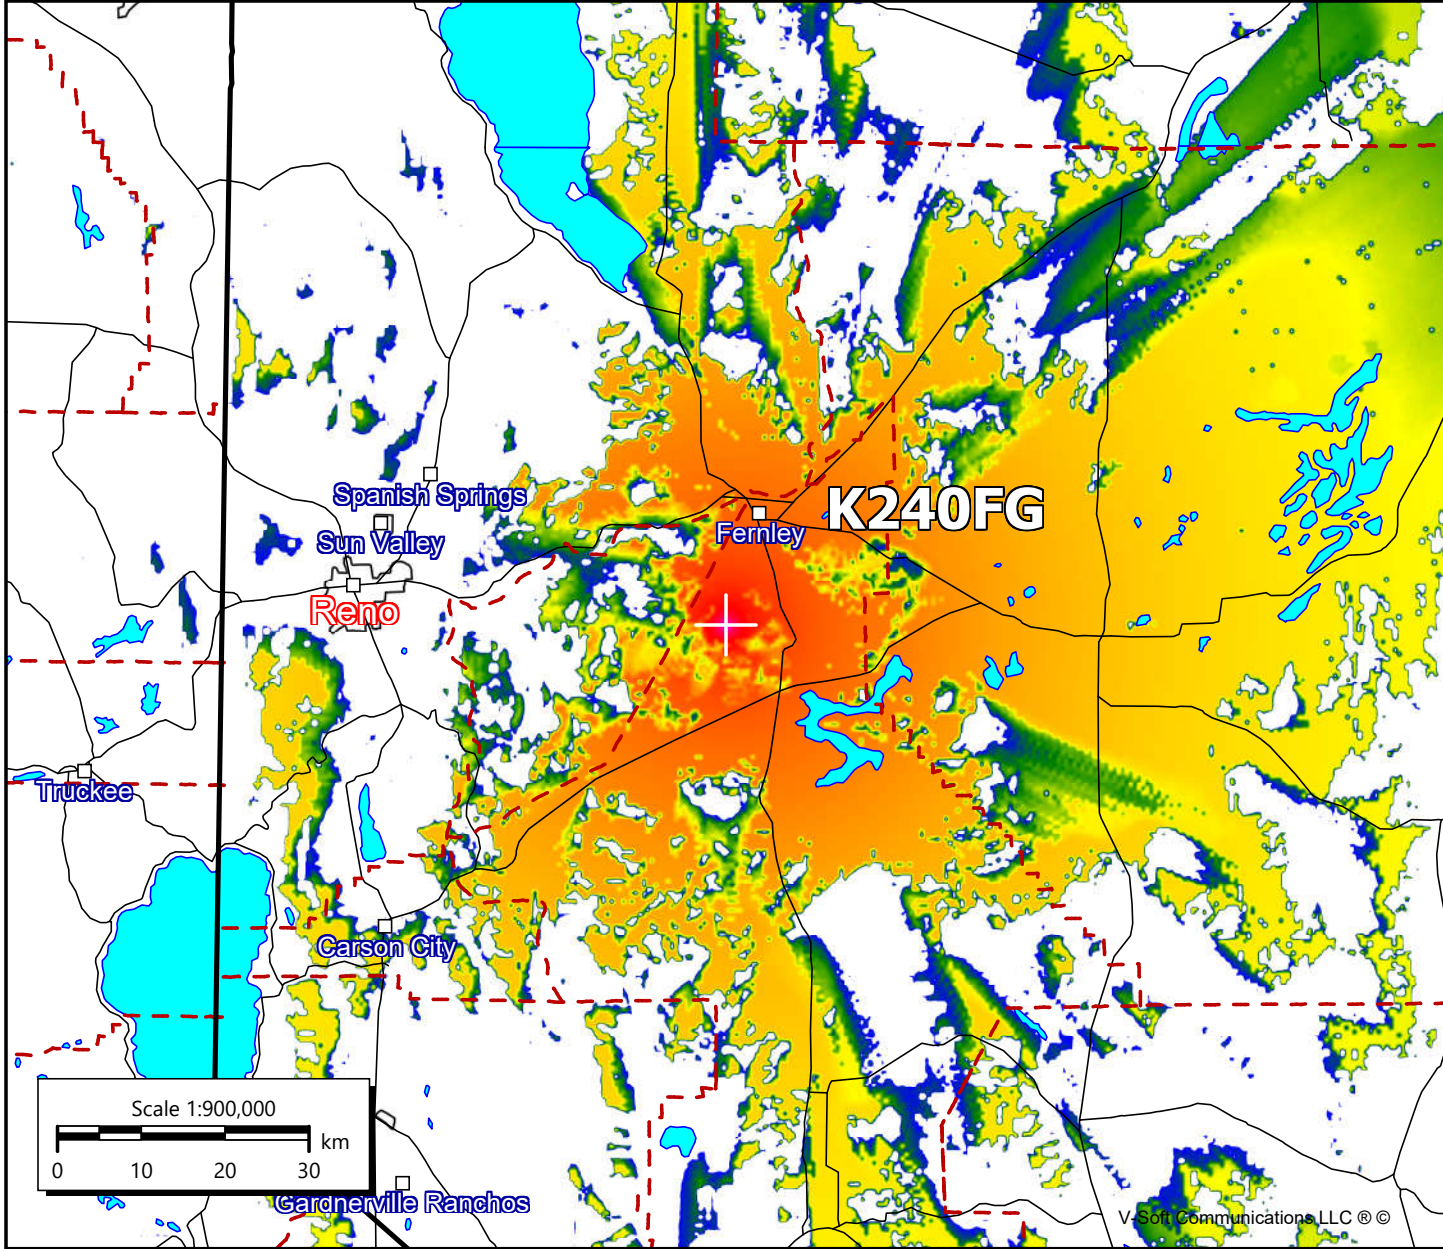 Spanish Springs
Sun Valley
Reno
Fernley
K240FG
Truckee
Carson City
Scale 1:900,000
km
0 10 20 30
Gardnerville Ranchos
V-Soft Communications LLC ® ©